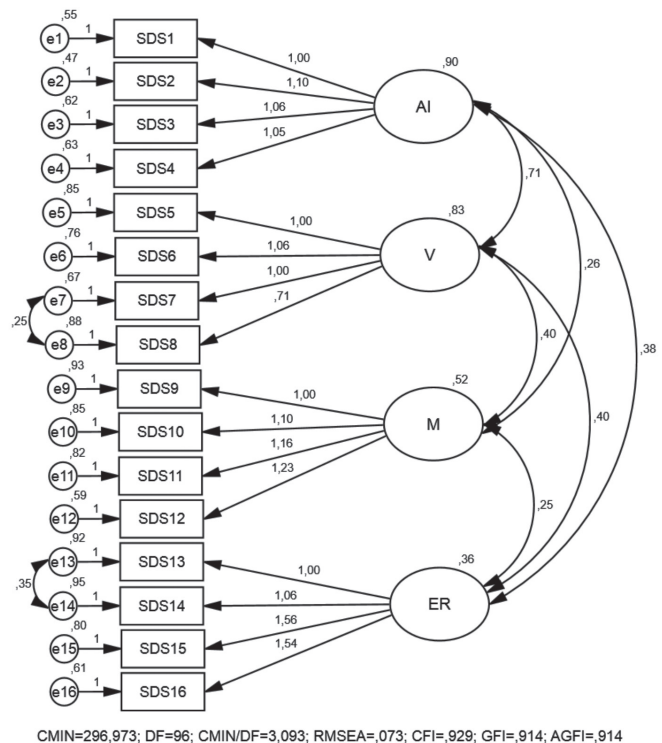 ,55
e1 1 SDS1
,47
e2 1 SDS2
,62
e3 1 SDS3
,63
e4 1 SDS4
,85
e5 1 SDS5
,76
e6 1 SDS6
,67
e7 1 SDS7
,25
,88
e8 1 SDS8
,93
e9 1 SDS9
,85
e10 1 SDS10
,82
e11 1 SDS11
,59
e12 1 SDS12
,92
e13 1 SDS13
,35
,95
e14 1 SDS14
,80
e15 1 SDS15
,61
e16 1 SDS16
1,00
1,10
1,06
1,05
,90
AI
1,00
1,06
1,00
,71
,83
V
1,00
1,10
1,16
1,23
,52
M
1,00
1,06
1,56
1,54
,36
ER
,71
,26
,38
,40
,40
,25
CMIN=296,973; DF=96; CMIN/DF=3,093; RMSEA=,073; CFI=,929; GFI=,914; AGFI=,914